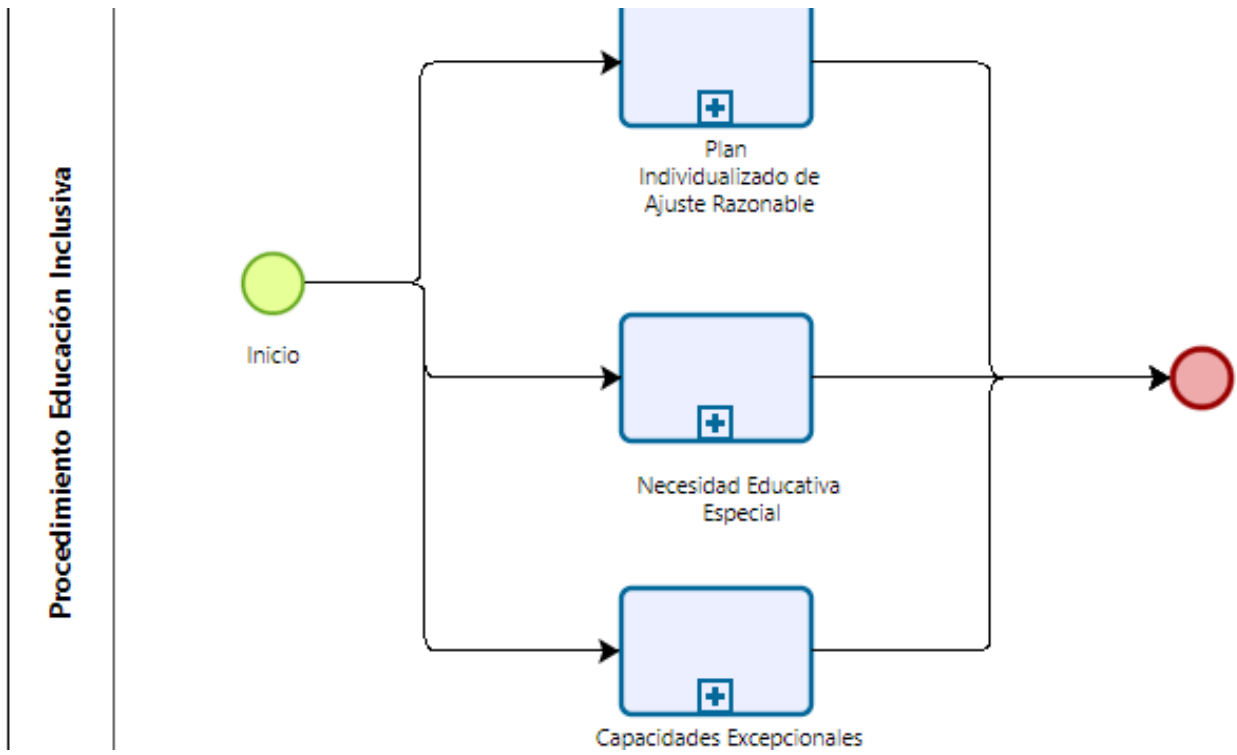 Procedimiento Educación Inclusiva
Plan
Individualizado de
Ajuste Razonable
Inicio
Necesidad Educativa
Especial
Capacidades Excepcionales